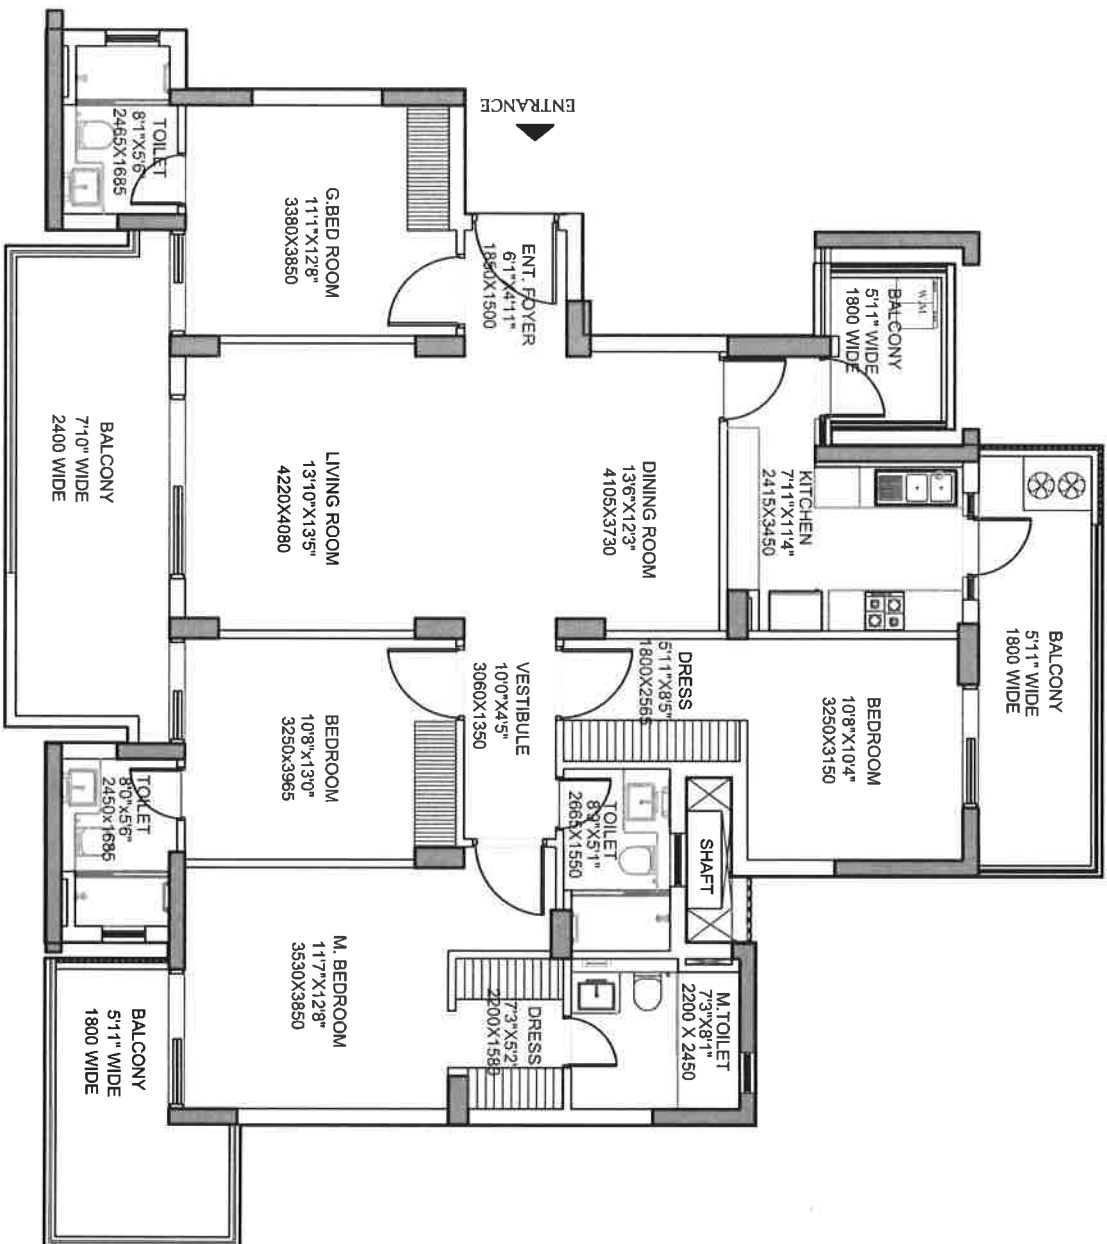 ENTRANCE
TOILET
8'1"X5'6"
2465X1685
G.BED ROOM
11'1"X12'8"
3380X3850
ENT. FOYER
6'1"X4'11"
1850X1500
BALCONY
5'11" WIDE
1800 WIDE
W.M.
BALCONY
7'10" WIDE
2400 WIDE
LIVING ROOM
13'10"X13'5"
4220X4080
DINING ROOM
13'6"X12'3"
4105X3730
KITCHEN
7'11"X11'4"
2415X3450
BALCONY
5'11" WIDE
1800 WIDE
BEDROOM
10'8"x13'0"
3250x3965
VESTIBULE
10'0"X4'5"
3060X1350
DRESS
5'11"X8'5"
1800X2565
BEDROOM
10'8"X10'4"
3250X3150
TOILET
8'0"x5'6"
2450x1685
TOILET
8'9"X5'1"
2665X1550
SHAFT
BALCONY
5'11" WIDE
1800 WIDE
M. BEDROOM
11'7"X12'8"
3530X3850
DRESS
7'3"X5'2"
2200X1580
M.TOILET
7'3"X8'1"
2200 X 2450